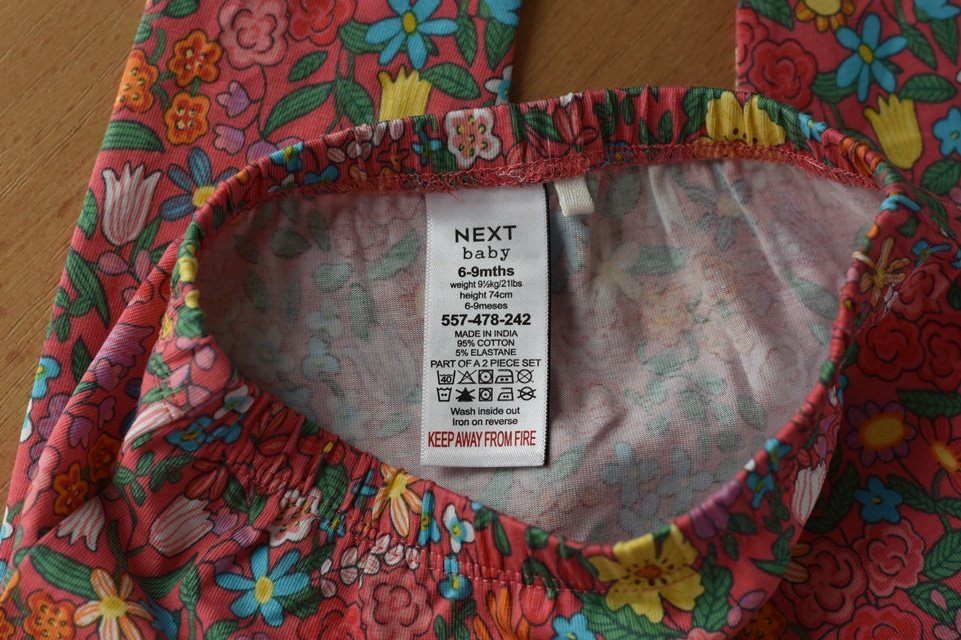 NEXT
baby
6-9mths
weight 9½kg/21lbs
height 74cm
6-9meses
557-478-242
MADE IN INDIA
95% COTTON
5% ELASTANE
PART OF A 2 PIECE SET
40
Wash inside out
Iron on reverse
KEEP AWAY FROM FIRE